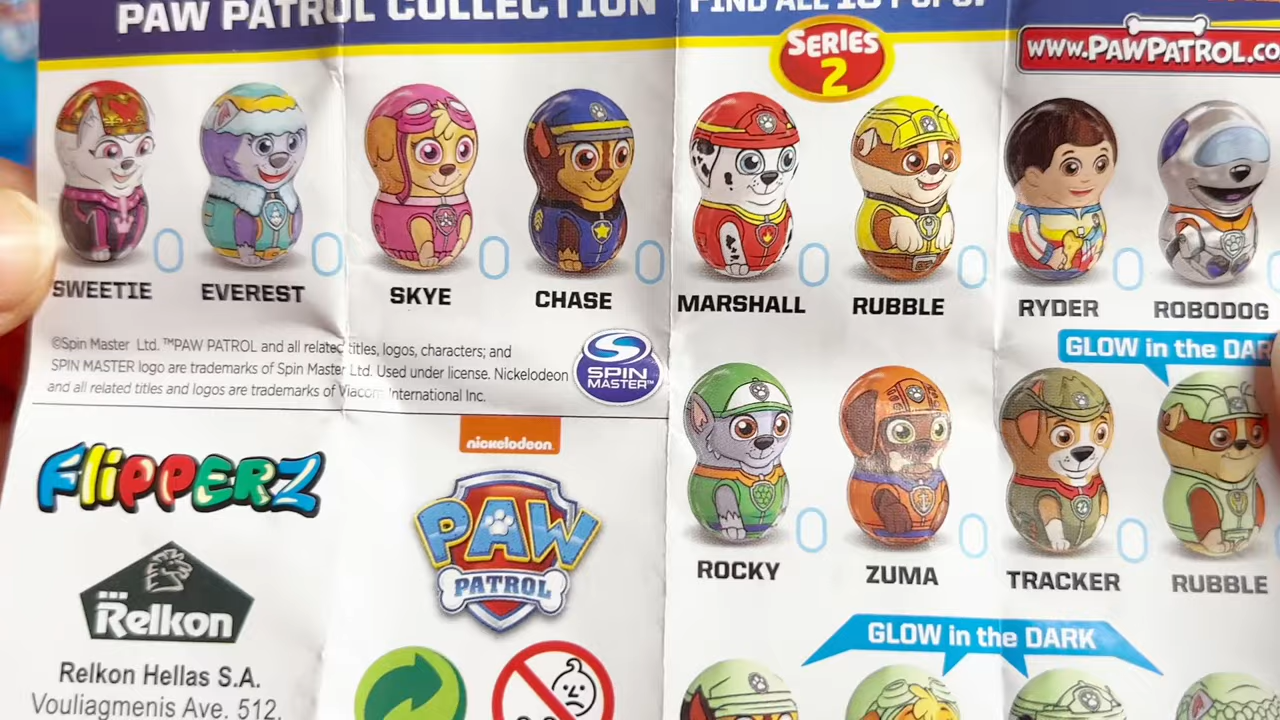 PAW PATROL COLLECTION
SERIES
2
www.PawPatrol.co
SWEETIE EVEREST SKYE CHASE MARSHALL RUBBLE RYDER ROBODOG
©Spin Master Ltd. ™PAW PATROL and all related titles, logos, characters; and
SPIN MASTER logo are trademarks of Spin Master Ltd. Used under license. Nickelodeon
and all related titles and logos are trademarks of Viacom International Inc.
SPIN
MASTER™
GLOW in the DAR
FLIPPERZ
nickelodeon
PAW
PATROL
Relkon
Relkon Hellas S.A.
Vouliagmenis Ave. 512,
ROCKY ZUMA TRACKER RUBBLE
GLOW in the DARK